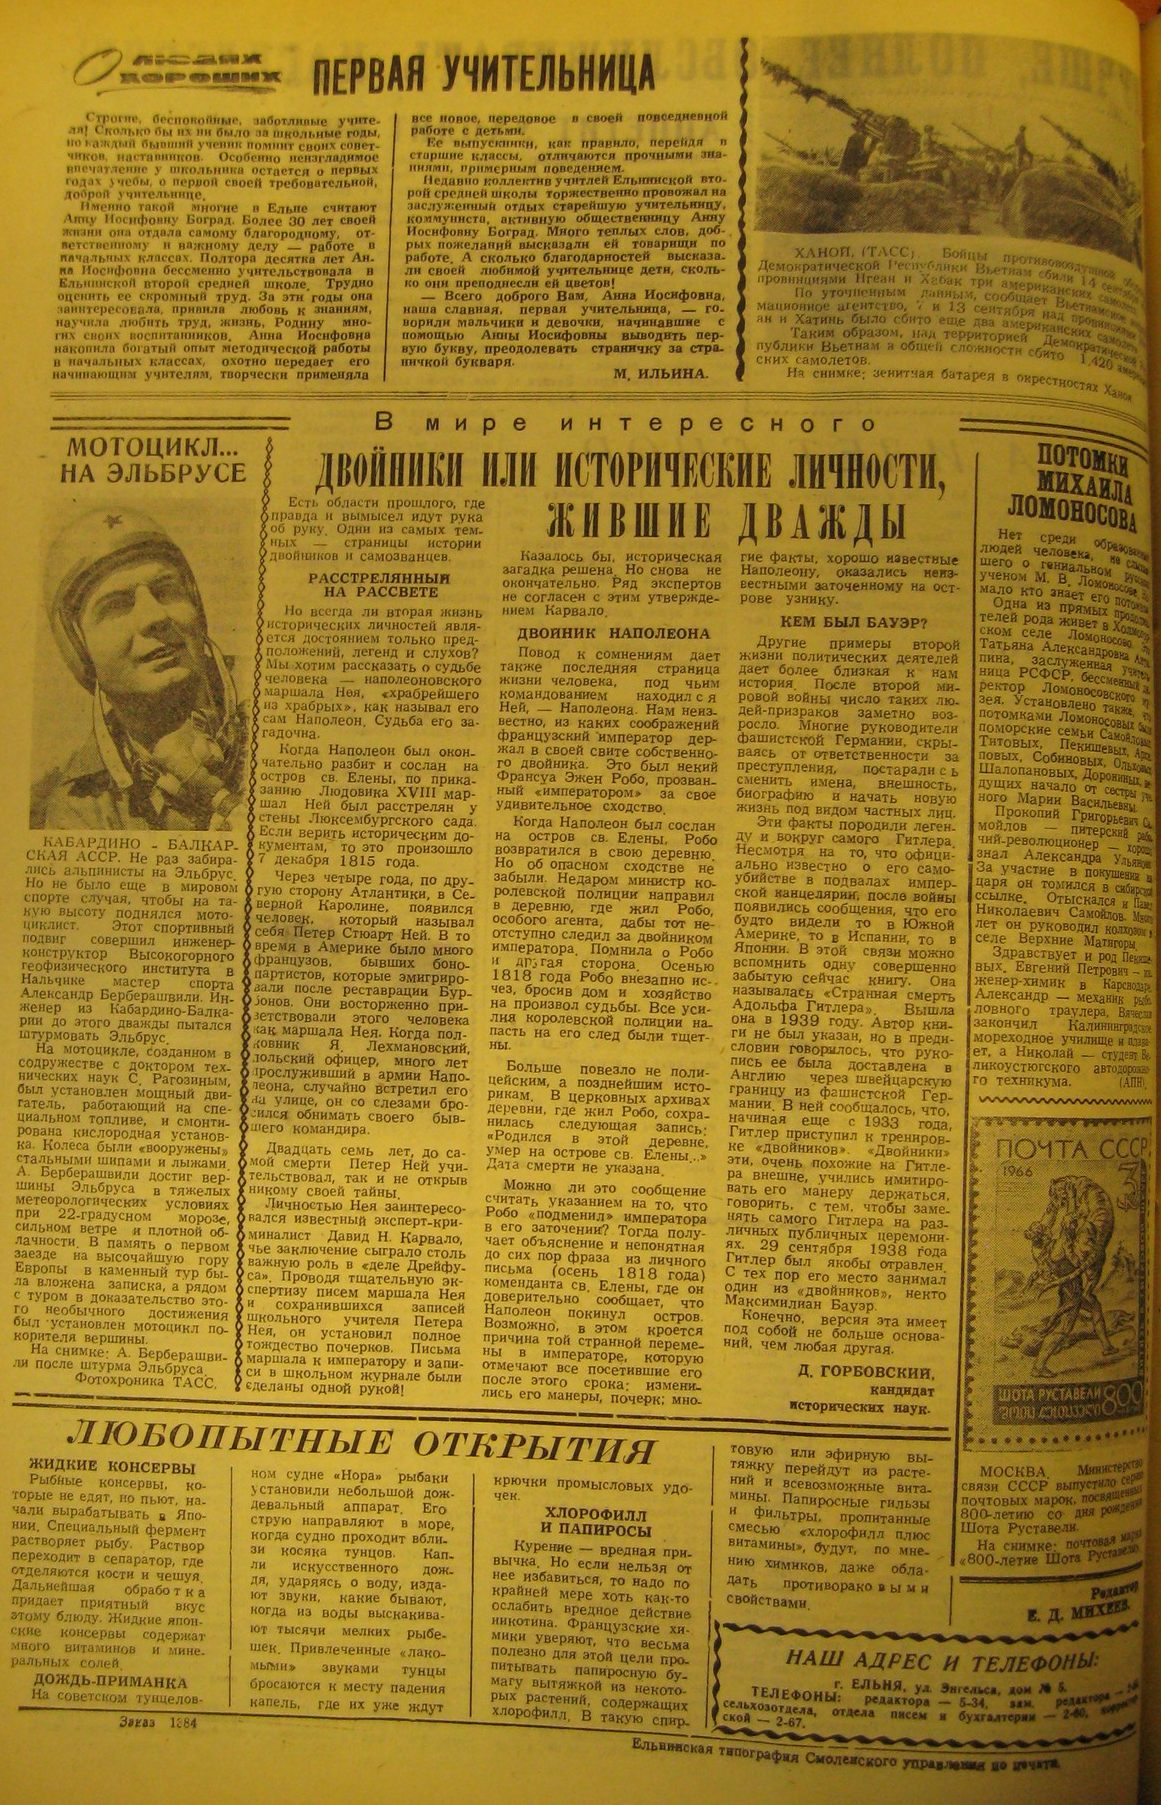 О людях хороших
ПЕРВАЯ УЧИТЕЛЬНИЦА
Строгие, беспокойные, заботливые учите-
ля! Сколько бы их ни было за школьные годы,
но каждый бывший ученик помнит своих совет-
чиков, наставников. Особенно неизгладимое
впечатление у школьника остается о первых
годах учебы, о первой своей требовательной,
доброй учительнице.
Именно такой многие в Ельне считают
Анну Иосифовну Боград. Более 30 лет своей
жизни она отдала самому благородному, от-
ветственному и важному делу — работе в
начальных классах. Полтора десятка лет Ан-
на Иосифовна бессменно учительствовала в
Ельнинской второй средней школе. Трудно
оценить ее скромный труд. За эти годы она
заинтересовала, привила любовь к знаниям,
научила любить труд, жизнь, Родину мно-
гих своих воспитанников. Анна Иосифовна
накопила богатый опыт методической работы
в начальных классах, охотно передает его
начинающим учителям, творчески применяла
все новое, передовое в своей повседневной
работе с детьми.
Ее выпускники, как правило, перейдя в
старшие классы, отличаются прочными зна-
ниями, примерным поведением.
Недавно коллектив учитлей Ельнинской вто-
рой средней школы торжественно провожал на
заслуженный отдых старейшую учительницу,
коммуниста, активную общественницу Анну
Иосифовну Боград. Много теплых слов, доб-
рых пожеланий высказали ей товарищи по
работе. А сколько благодарностей высказа-
ли своей любимой учительнице дети, сколь-
ко они преподнесли ей цветов!
— Всего доброго Вам, Анна Иосифовна,
наша славная, первая учительница, — го-
ворили мальчики и девочки, начинавшие с
помощью Анны Иосифовны выводить пер-
вую букву, преодолевать страничку за стра-
ничкой букваря.
М. ИЛЬИНА.
ХАНОЙ, (ТАСС). Бойцы противовоздушной
Демократической Республики Вьетнам сбили 14 сентября
провинциями Нгеан и Хабак три американских самолета.
По уточненным данным, сообщает Вьетнамское
мационное агентство, 7 и 13 сентября над провинциями
ан и Хатинь было сбито еще два американских самолета.
Таким образом, над территорией Демократической
публики Вьетнам в общей сложности сбито 1.420
ских самолетов.
На снимке: зенитная батарея в окрестностях Ханоя
В мире интересного
МОТОЦИКЛ...
НА ЭЛЬБРУСЕ
КАБАРДИНО - БАЛКАР-
СКАЯ АССР. Не раз забира-
лись альпинисты на Эльбрус.
Но не было еще в мировом
спорте случая, чтобы на та-
кую высоту поднялся мото-
циклист. Этот спортивный
подвиг совершил инженер-
конструктор Высокогорного
геофизического института в
Нальчике мастер спорта
Александр Берберашвили. Ин-
женер из Кабардино-Балка-
рии до этого дважды пытался
штурмовать Эльбрус.
На мотоцикле, созданном в
содружестве с доктором тех-
нических наук С. Рагозиным,
был установлен мощный дви-
гатель, работающий на спе-
циальном топливе, и смонти-
рована кислородная установ-
ка. Колеса были «вооружены»
стальными шипами и лыжами.
А. Берберашвили достиг вер-
шины Эльбруса в тяжелых
метеорологических условиях
при 22-градусном морозе,
сильном ветре и плотной об-
лачности. В память о первом
заезде на высочайшую гору
Европы в каменный тур бы-
ла вложена записка, а рядом
с туром в доказательство это-
го необычного достижения
был установлен мотоцикл по-
корителя вершины.
На снимке: А. Берберашви-
ли после штурма Эльбруса.
Фотохроника ТАСС.
ДВОЙНИКИ ИЛИ ИСТОРИЧЕСКИЕ ЛИЧНОСТИ,
ЖИВШИЕ ДВАЖДЫ
Есть области прошлого, где
правда и вымысел идут рука
об руку. Одни из самых тем-
ных — страницы истории
двойников и самозванцев.
РАССТРЕЛЯННЫЙ
НА РАССВЕТЕ
Но всегда ли вторая жизнь
исторических личностей явля-
ется достоянием только пред-
положений, легенд и слухов?
Мы хотим рассказать о судьбе
человека — наполеоновского
маршала Нея, «храбрейшего
из храбрых», как называл его
сам Наполеон. Судьба его за-
гадочна.
Когда Наполеон был окон-
чательно разбит и сослан на
остров св. Елены, по прика-
занию Людовика XVIII мар-
шал Ней был расстрелян у
стены Люксембургского сада.
Если верить историческим до-
кументам, то это произошло
7 декабря 1815 года.
Через четыре года, по дру-
гую сторону Атлантики, в Се-
верной Каролине, появился
человек, который называл
себя Петер Стюарт Ней. В то
время в Америке было много
французов, бывших боно-
партистов, которые эмигриро-
вали после реставрации Бур-
бонов. Они восторженно при-
ветствовали этого человека
как маршала Нея. Когда пол-
ковник Я. Лехмановский,
польский офицер, много лет
прослуживший в армии Напо-
леона, случайно встретил его
на улице, он со слезами бро-
сился обнимать своего быв-
шего командира.
Двадцать семь лет, до са-
мой смерти Петер Ней учи-
тельствовал, так и не открыв
никому своей тайны.
Личностью Нея заинтересо-
вался известный эксперт-кри-
миналист Давид Н. Карвало,
чье заключение сыграло столь
важную роль в «деле Дрейфу-
са». Проводя тщательную эк-
спертизу писем маршала Нея
и сохранившихся записей
школьного учителя Петера
Нея, он установил полное
тождество почерков. Письма
маршала к императору и запи-
си в школьном журнале были
сделаны одной рукой!
Казалось бы, историческая
загадка решена. Но снова не
окончательно. Ряд экспертов
не согласен с этим утвержде-
нием Карвало.
ДВОЙНИК НАПОЛЕОНА
Повод к сомнениям дает
также последняя страница
жизни человека, под чьим
командованием находился
Ней, — Наполеона. Нам неиз-
вестно, из каких соображений
французский император дер-
жал в своей свите собственно-
го двойника. Это был некий
Франсуа Эжен Робо, прозван-
ный «императором» за свое
удивительное сходство.
Когда Наполеон был сослан
на остров св. Елены, Робо
возвратился в свою деревню.
Но об опасном сходстве не
забыли. Недаром министр ко-
ролевской полиции направил
в деревню, где жил Робо,
особого агента, дабы тот не-
отступно следил за двойником
императора. Помнила о Робо
и другая сторона. Осенью
1818 года Робо внезапно ис-
чез, бросив дом и хозяйство
на произвол судьбы. Все уси-
лия королевской полиции на-
пасть на его след были тщет-
ны.
Больше повезло не поли-
цейским, а позднейшим исто-
рикам. В церковных архивах
деревни, где жил Робо, сохра-
нилась следующая запись:
«Родился в этой деревне,
умер на острове св. Елены...»
Дата смерти не указана.
Можно ли это сообщение
считать указанием на то, что
Робо «подменил» императора
в его заточении? Тогда полу-
чает объяснение и непонятная
до сих пор фраза из личного
письма (осень 1818 года)
коменданта св. Елены, где он
доверительно сообщает, что
Наполеон покинул остров.
Возможно, в этом кроется
причина той странной переме-
ны в императоре, которую
отмечают все посетившие его
после этого срока: измени-
лись его манеры, почерк; мно-
гие факты, хорошо известные
Наполеону, оказались неиз-
вестными заточенному на ост-
рове узнику.
КЕМ БЫЛ БАУЭР?
Другие примеры второй
жизни политических деятелей
дает более близкая к нам
история. После второй ми-
ровой войны число таких лю-
дей-призраков заметно воз-
росло. Многие руководители
фашистской Германии, скры-
ваясь от ответственности за
преступления, постарались
сменить имена, внешность,
биографию и начать новую
жизнь под видом частных лиц.
Эти факты породили леген-
ду и вокруг самого Гитлера.
Несмотря на то, что офици-
ально известно о его само-
убийстве в подвалах импер-
ской канцелярии, после войны
появились сообщения, что его
будто видели то в Южной
Америке, то в Испании, то в
Японии. В этой связи можно
вспомнить одну совершенно
забытую сейчас книгу. Она
называлась «Странная смерть
Адольфа Гитлера». Вышла
она в 1939 году. Автор кни-
ги не был указан, но в преди-
словии говорилось, что руко-
пись ее была доставлена в
Англию через швейцарскую
границу из фашистской Гер-
мании. В ней сообщалось, что,
начиная еще с 1933 года,
Гитлер приступил к трениров-
ке «двойников». «Двойники»
эти, очень похожие на Гитле-
ра внешне, учились имитиро-
вать его манеру держаться,
говорить, с тем, чтобы заме-
нять самого Гитлера на раз-
личных публичных церемони-
ях. 29 сентября 1938 года
Гитлер был якобы отравлен.
С тех пор его место занимал
один из «двойников», некто
Максимилиан Бауэр.
Конечно, версия эта имеет
под собой не больше основа-
ний, чем любая другая.
Д. ГОРБОВСКИЙ,
кандидат
исторических наук.
ПОТОМКИ
МИХАИЛА
ЛОМОНОСОВА
Нет среди образованных
людей человека, не
шего о гениальном русском
ученом М. В. Ломоносове. Но
мало кто знает его потомков.
Одна из прямых продол
телей рода живет в Холмогор-
ском селе Ломоносово. Это
Татьяна Александровна
пина, заслуженная учитель-
ница РСФСР, бессменный ди-
ректор Ломоносовского му-
зея. Установлено также, что
потомками Ломоносовых были
поморские семьи Самойловых,
Титовых, Пекишевых,
повых, Собиновых,
Шалопановых, Дорониных, ве-
дущих начало от сестры уче-
ного Марии Васильевны.
Прокопий Григорьевич Са-
мойлов — питерский рабо-
чий-революционер — хорошо
знал Александра Ульянова.
За участие в покушении на
царя он томился в сибирской
ссылке. Отыскался и Павел
Николаевич Самойлов. Много
лет он руководил колхозом в
селе Верхние Матигоры.
Здравствует и род Пекише-
вых. Евгений Петрович — ин-
женер-химик в Карсводаре,
Александр — механик рыбо-
ловного траулера, Вячеслав
закончил Калининградское
мореходное училище и плава-
ет, а Николай — студент Ве-
ликоустюгского автодорожно-
го техникума. (АПН).
ПОЧТА СССР
1966
ШОТА РУСТАВЕЛИ
800
МОСКВА. Министерство
связи СССР выпустило серию
почтовых марок, посвященных
800-летию со дня рождения
Шота Руставели.
На снимке: почтовая марка
«800-летие Шота Руставели».
Редактор
Е. Д. МИХЕЕВ.
ЛЮБОПЫТНЫЕ ОТКРЫТИЯ
ЖИДКИЕ КОНСЕРВЫ
Рыбные консервы, ко-
торые не едят, но пьют, на-
чали вырабатывать в Япо-
нии. Специальный фермент
растворяет рыбу. Раствор
переходит в сепаратор, где
отделяются кости и чешуя.
Дальнейшая обработка
придает приятный вкус
этому блюду. Жидкие япон-
ские консервы содержат
много витаминов и мине-
ральных солей.
ДОЖДЬ-ПРИМАНКА
На советском тунцелов-
ном судне «Нора» рыбаки
установили небольшой дож-
девальный аппарат. Его
струю направляют в море,
когда судно проходит вбли-
зи косяка тунцов. Кап-
ли искусственного дож-
дя, ударяясь о воду, изда-
ют звуки, какие бывают,
когда из воды выскакива-
ют тысячи мелких рыбе-
шек. Привлеченные «лако-
мыми» звуками тунцы
бросаются к месту падения
капель, где их уже ждут
крючки промысловых удо-
чек.
ХЛОРОФИЛЛ
И ПАПИРОСЫ
Курение — вредная при-
вычка. Но если нельзя от
нее избавиться, то надо по
крайней мере хоть как-то
ослабить вредное действие
никотина. Французские хи-
мики уверяют, что весьма
полезно для этой цели про-
питывать папиросную бу-
магу вытяжкой из некото-
рых растений, содержащих
хлорофилл. В такую спир-
товую или эфирную вы-
тяжку перейдут из расте-
ний и всевозможные вита-
мины. Папиросные гильзы
и фильтры, пропитанные
смесью «хлорофилл плюс
витамины», будут, по мне-
нию химиков, даже обла-
дать противораковыми
свойствами.
НАШ АДРЕС И ТЕЛЕФОНЫ:
г. ЕЛЬНЯ, ул. Энгельса, дом № 5.
ТЕЛЕФОНЫ: редактора — 5-34, зам. редактора —
сельхозотдела, отдела писем и бухгалтерии — 2-60,
ской — 2-67.
Заказ 1384
Ельнинская типография Смоленского управления по печати.